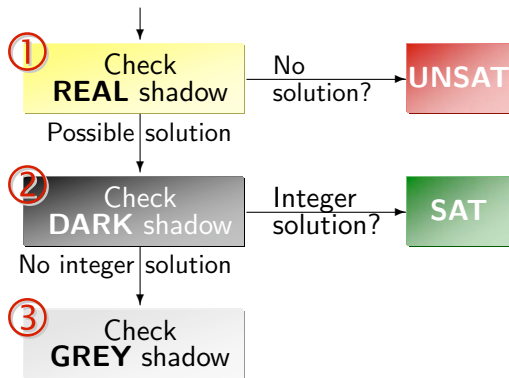 1
Check
REAL shadow
No
solution?
UNSAT
Possible solution
2
Check
DARK shadow
Integer
solution?
SAT
No integer solution
3
Check
GREY shadow